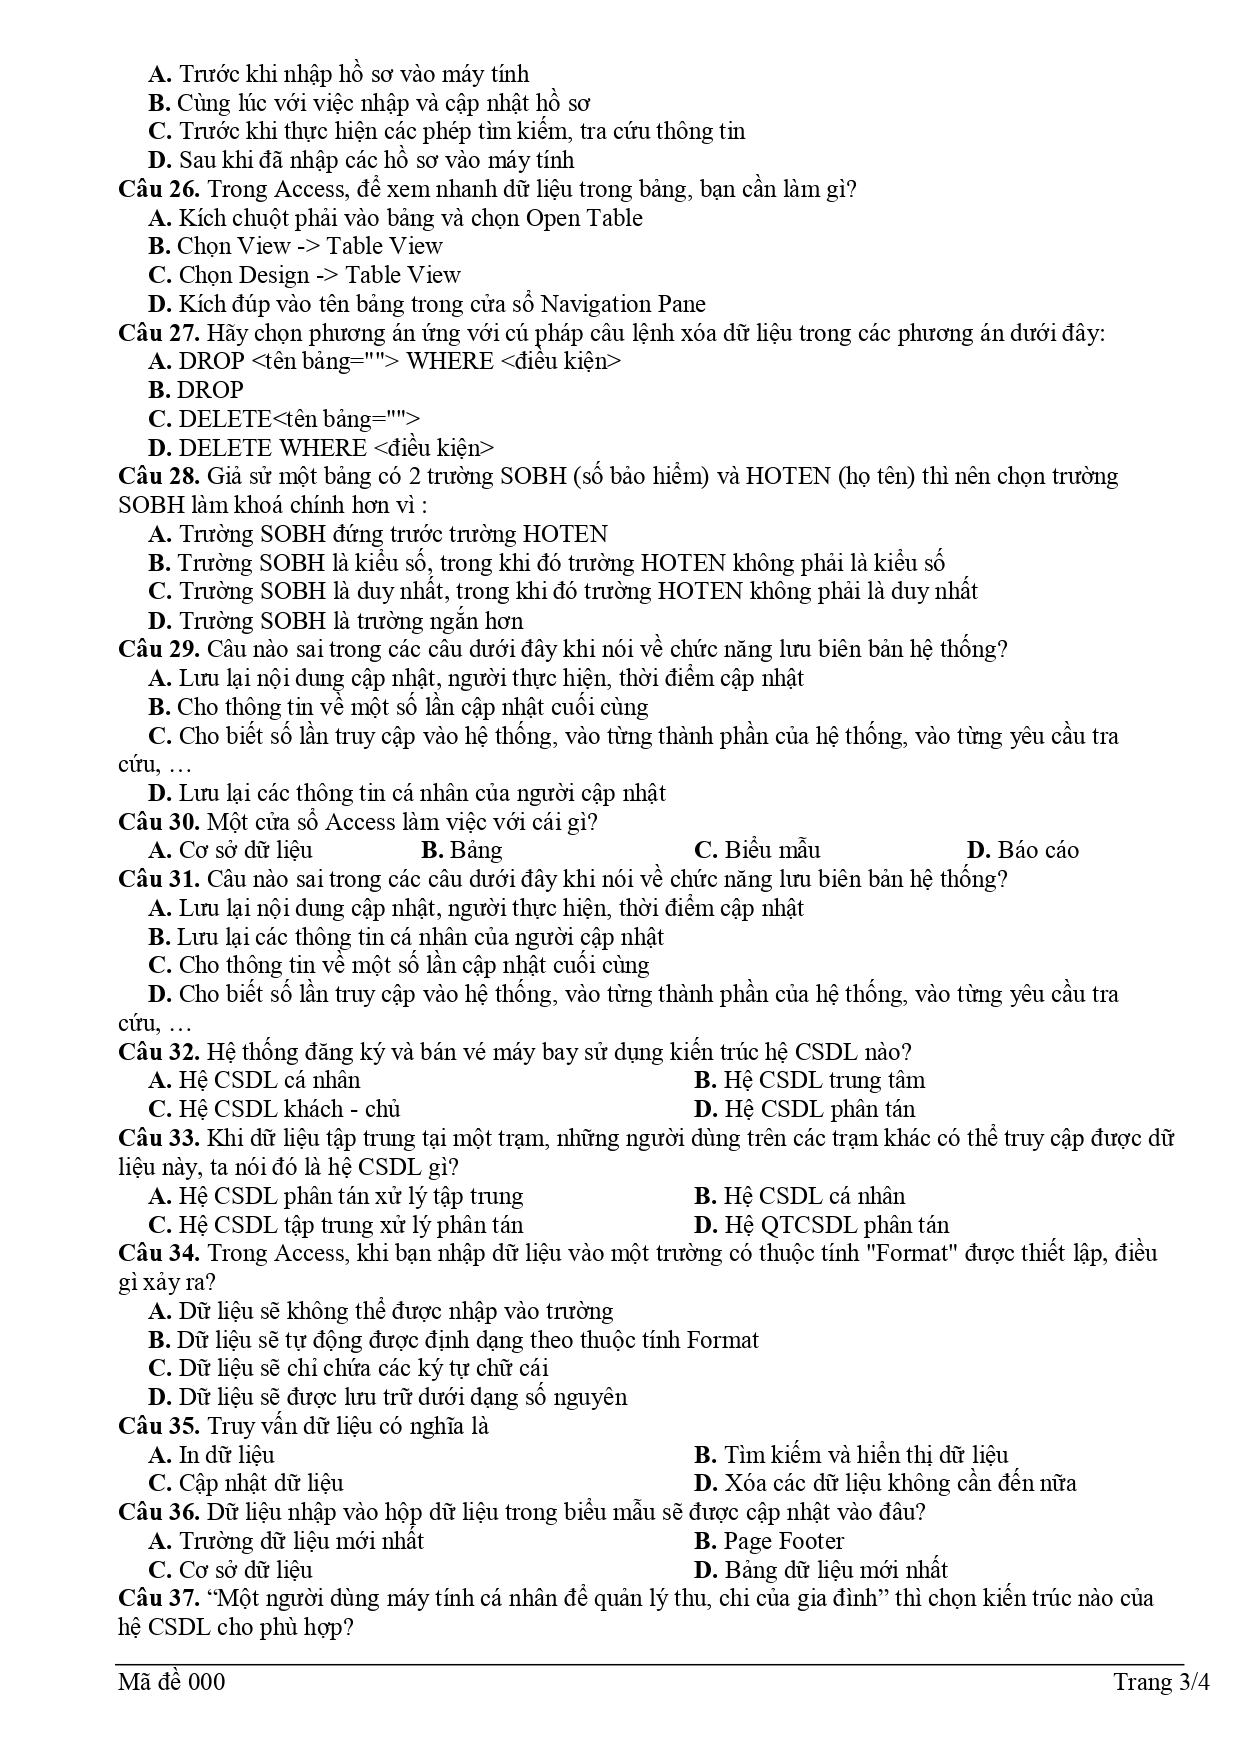 A. Trước khi nhập hồ sơ vào máy tính
B. Cùng lúc với việc nhập và cập nhật hồ sơ
C. Trước khi thực hiện các phép tìm kiếm, tra cứu thông tin
D. Sau khi đã nhập các hồ sơ vào máy tính
Câu 26. Trong Access, để xem nhanh dữ liệu trong bảng, bạn cần làm gì?
A. Kích chuột phải vào bảng và chọn Open Table
B. Chọn View -> Table View
C. Chọn Design -> Table View
D. Kích đúp vào tên bảng trong cửa sổ Navigation Pane
Câu 27. Hãy chọn phương án ứng với cú pháp câu lệnh xóa dữ liệu trong các phương án dưới đây:
A. DROP <tên bảng=""> WHERE <điều kiện>
B. DROP
C. DELETE<tên bảng="">
D. DELETE WHERE <điều kiện>
Câu 28. Giả sử một bảng có 2 trường SOBH (số bảo hiểm) và HOTEN (họ tên) thì nên chọn trường
SOBH làm khoá chính hơn vì :
A. Trường SOBH đứng trước trường HOTEN
B. Trường SOBH là kiểu số, trong khi đó trường HOTEN không phải là kiểu số
C. Trường SOBH là duy nhất, trong khi đó trường HOTEN không phải là duy nhất
D. Trường SOBH là trường ngắn hơn
Câu 29. Câu nào sai trong các câu dưới đây khi nói về chức năng lưu biên bản hệ thống?
A. Lưu lại nội dung cập nhật, người thực hiện, thời điểm cập nhật
B. Cho thông tin về một số lần cập nhật cuối cùng
C. Cho biết số lần truy cập vào hệ thống, vào từng thành phần của hệ thống, vào từng yêu cầu tra
cứu, …
D. Lưu lại các thông tin cá nhân của người cập nhật
Câu 30. Một cửa sổ Access làm việc với cái gì?
A. Cơ sở dữ liệu B. Bảng C. Biểu mẫu D. Báo cáo
Câu 31. Câu nào sai trong các câu dưới đây khi nói về chức năng lưu biên bản hệ thống?
A. Lưu lại nội dung cập nhật, người thực hiện, thời điểm cập nhật
B. Lưu lại các thông tin cá nhân của người cập nhật
C. Cho thông tin về một số lần cập nhật cuối cùng
D. Cho biết số lần truy cập vào hệ thống, vào từng thành phần của hệ thống, vào từng yêu cầu tra
cứu, …
Câu 32. Hệ thống đăng ký và bán vé máy bay sử dụng kiến trúc hệ CSDL nào?
A. Hệ CSDL cá nhân B. Hệ CSDL trung tâm
C. Hệ CSDL khách - chủ D. Hệ CSDL phân tán
Câu 33. Khi dữ liệu tập trung tại một trạm, những người dùng trên các trạm khác có thể truy cập được dữ
liệu này, ta nói đó là hệ CSDL gì?
A. Hệ CSDL phân tán xử lý tập trung B. Hệ CSDL cá nhân
C. Hệ CSDL tập trung xử lý phân tán D. Hệ QTCSDL phân tán
Câu 34. Trong Access, khi bạn nhập dữ liệu vào một trường có thuộc tính "Format" được thiết lập, điều
gì xảy ra?
A. Dữ liệu sẽ không thể được nhập vào trường
B. Dữ liệu sẽ tự động được định dạng theo thuộc tính Format
C. Dữ liệu sẽ chỉ chứa các ký tự chữ cái
D. Dữ liệu sẽ được lưu trữ dưới dạng số nguyên
Câu 35. Truy vấn dữ liệu có nghĩa là
A. In dữ liệu B. Tìm kiếm và hiển thị dữ liệu
C. Cập nhật dữ liệu D. Xóa các dữ liệu không cần đến nữa
Câu 36. Dữ liệu nhập vào hộp dữ liệu trong biểu mẫu sẽ được cập nhật vào đâu?
A. Trường dữ liệu mới nhất B. Page Footer
C. Cơ sở dữ liệu D. Bảng dữ liệu mới nhất
Câu 37. “Một người dùng máy tính cá nhân để quản lý thu, chi của gia đình” thì chọn kiến trúc nào của
hệ CSDL cho phù hợp?
Mã đề 000 Trang 3/4